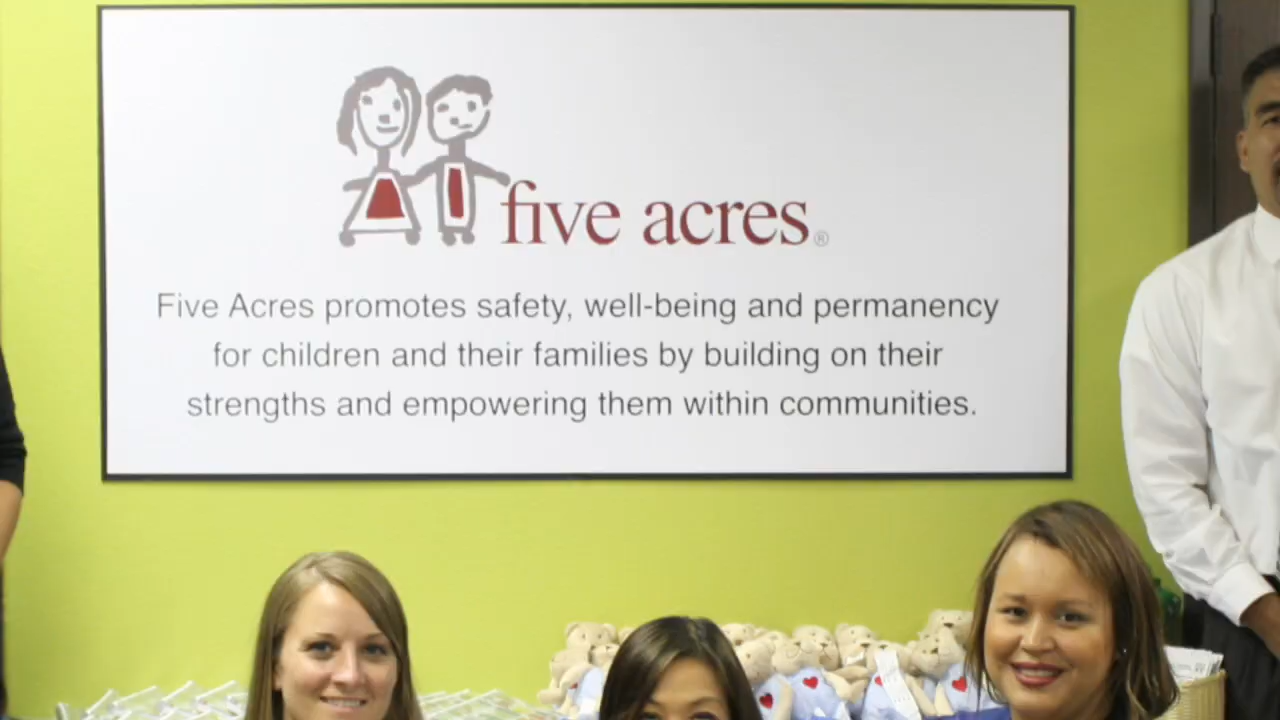 five acres®
Five Acres promotes safety, well-being and permanency
for children and their families by building on their
strengths and empowering them within communities.